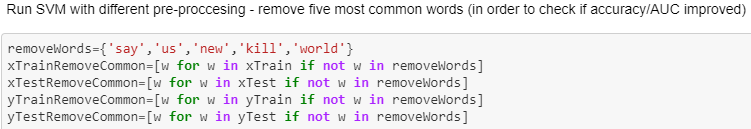 Run SVM with different pre-proccesing - remove five most common words (in order to check if accuracy/AUC improved)
removeWords={'say','us','new','kill','world'}
xTrainRemoveCommon=[w for w in xTrain if not w in removeWords]
xTestRemoveCommon=[w for w in xTest if not w in removeWords]
yTrainRemoveCommon=[w for w in yTrain if not w in removeWords]
yTestRemoveCommon=[w for w in yTest if not w in removeWords]